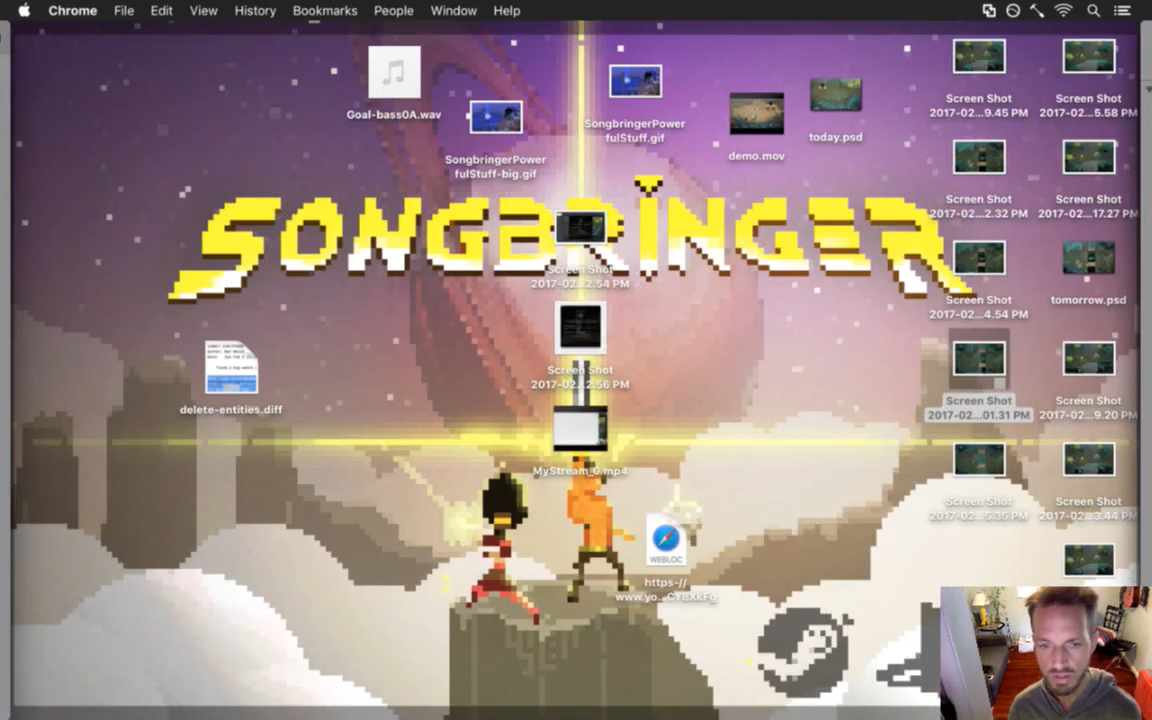 Chrome File Edit View History Bookmarks People Window Help
Goal-bass0A.wav
SongbringerPower
fulStuff-big.gif
SongbringerPower
fulStuff.gif
demo.mov
today.psd
Screen Shot
2017-02...9.45 PM
Screen Shot
2017-02...5.58 PM
Screen Shot
2017-02...2.32 PM
Screen Shot
2017-02...17.27 PM
SONGBRINGER
Screen Shot
2017-02...2.54 PM
Screen Shot
2017-02...4.54 PM
tomorrow.psd
Screen Shot
2017-02...2.56 PM
delete-entities.diff
Screen Shot
2017-02...01.31 PM
Screen Shot
2017-02...9.20 PM
MyStream_0.mp4
Screen Shot
2017-02...5.35 PM
Screen Shot
2017-02...3.44 PM
WEBLOC
https-//
www.yo...CY8XkFg